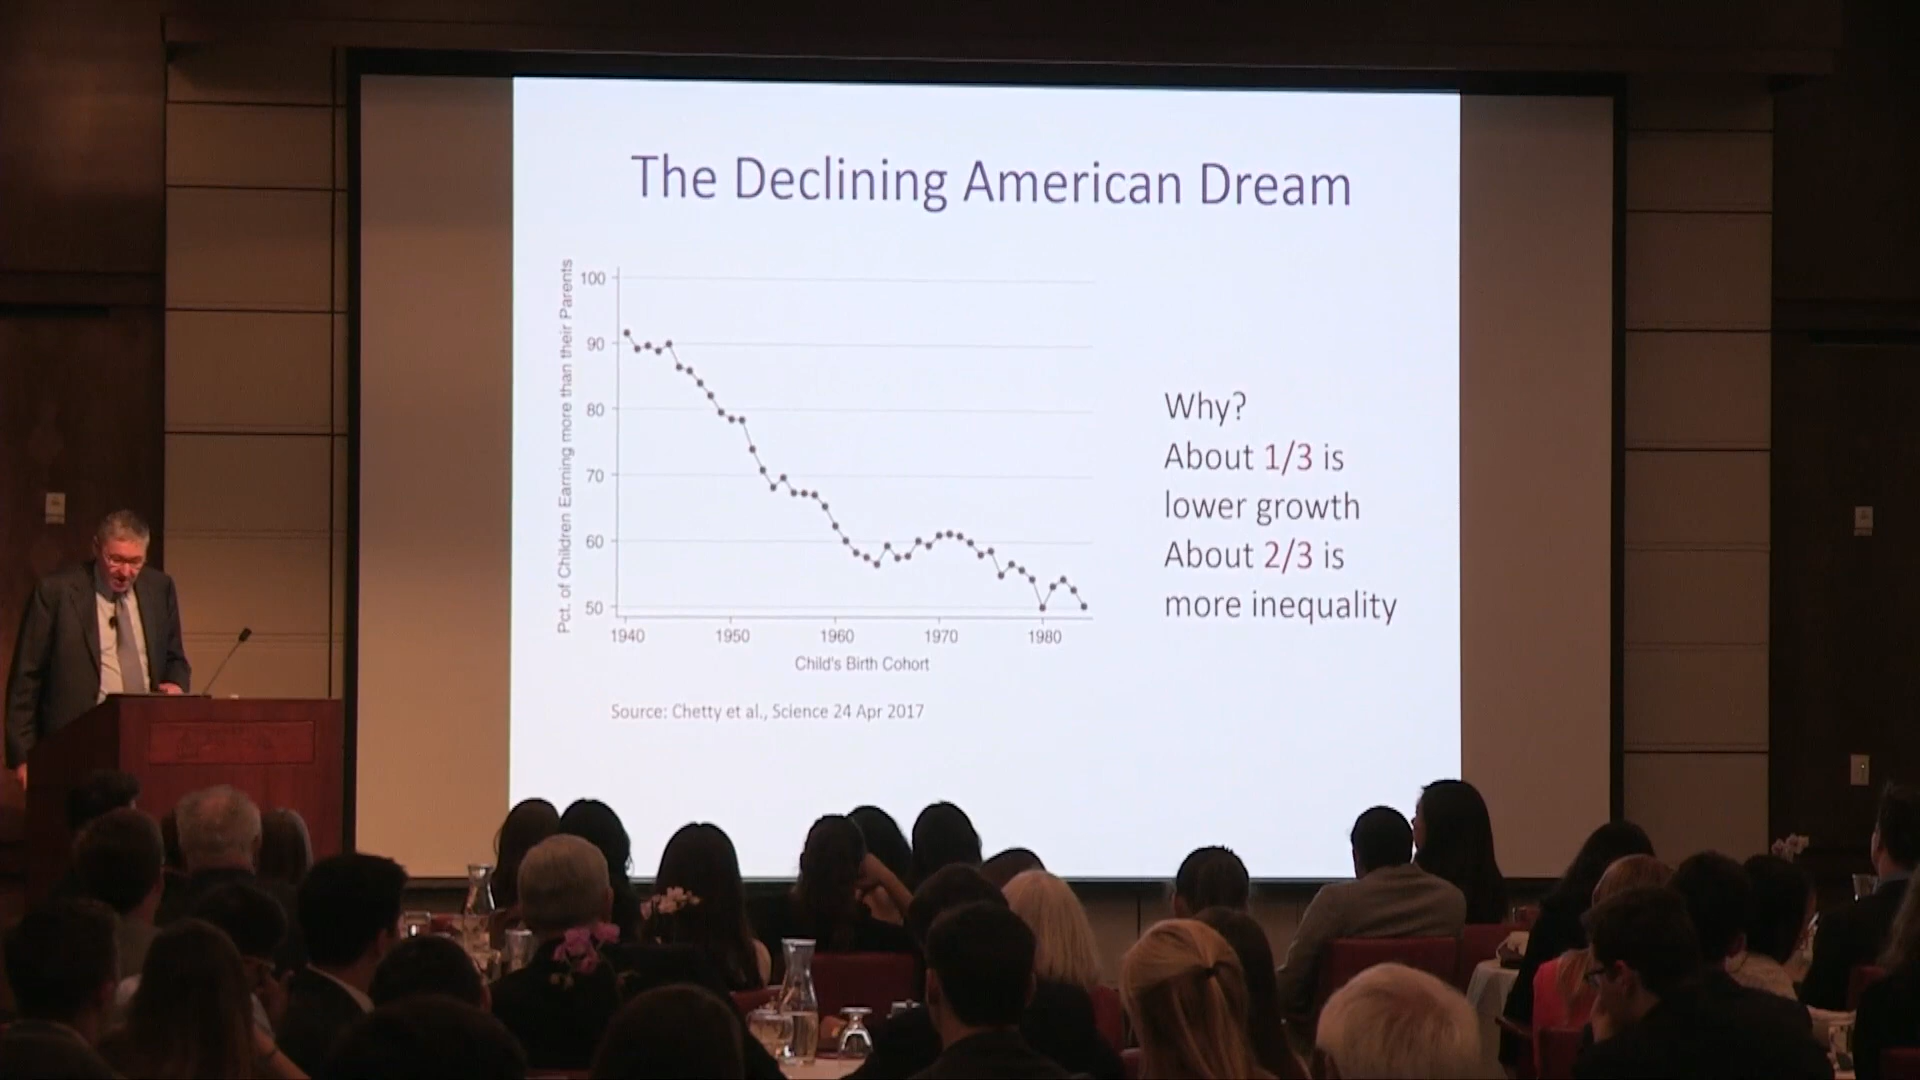 The Declining American Dream
Pct. of Children Earning more than their Parents
100
90
80
70
60
50
1940 1950 1960 1970 1980
Child's Birth Cohort
Why?
About 1/3 is
lower growth
About 2/3 is
more inequality
Source: Chetty et al., Science 24 Apr 2017